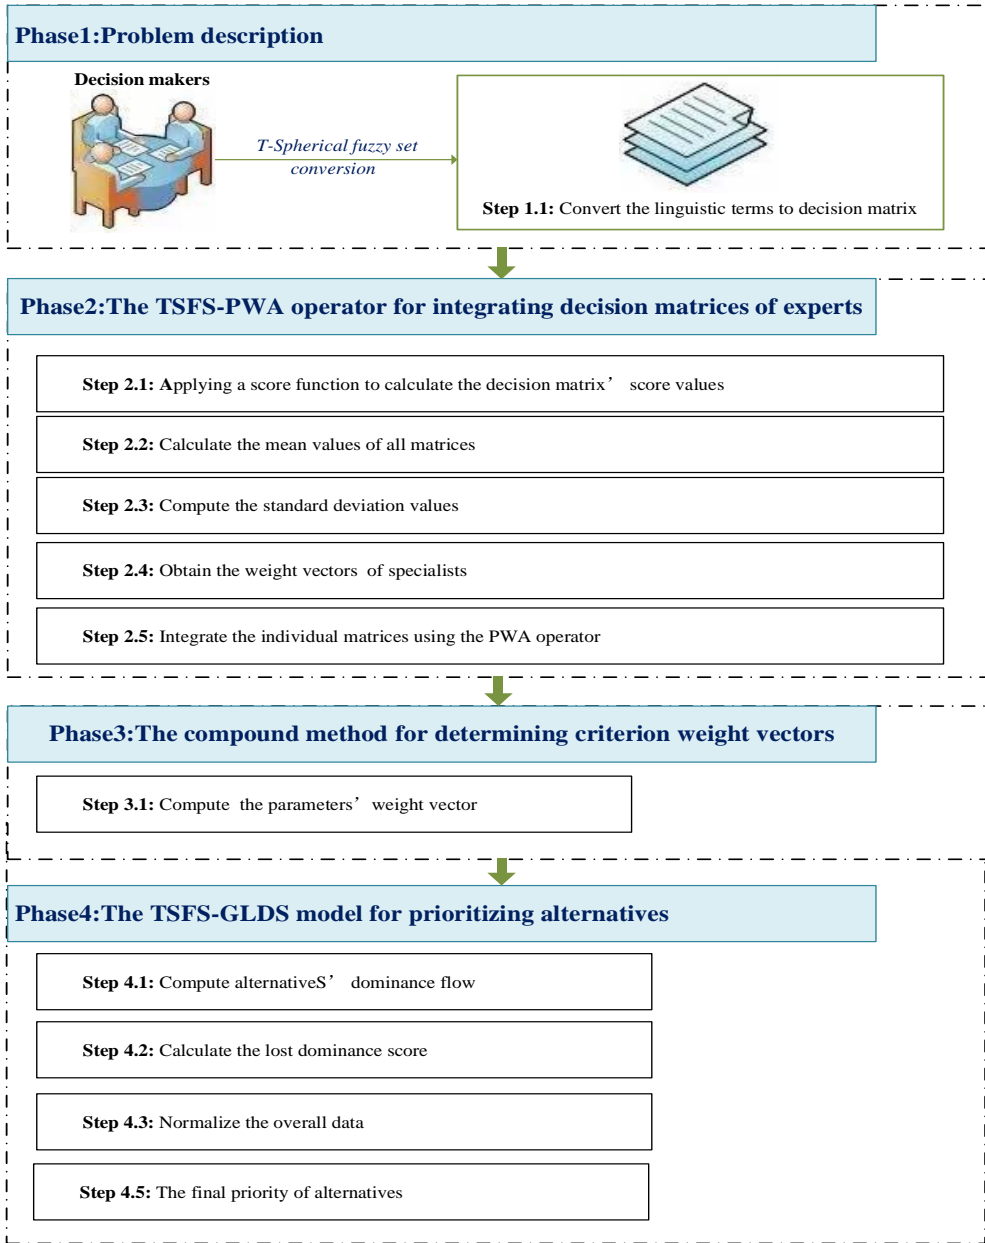 Phase1:Problem description
Decision makers
T-Spherical fuzzy set
conversion
Step 1.1: Convert the linguistic terms to decision matrix
Phase2:The TSFS-PWA operator for integrating decision matrices of experts
Step 2.1: Applying a score function to calculate the decision matrix’ score values
Step 2.2: Calculate the mean values of all matrices
Step 2.3: Compute the standard deviation values
Step 2.4: Obtain the weight vectors of specialists
Step 2.5: Integrate the individual matrices using the PWA operator
Phase3:The compound method for determining criterion weight vectors
Step 3.1: Compute the parameters’ weight vector
Phase4:The TSFS-GLDS model for prioritizing alternatives
Step 4.1: Compute alternativeS’ dominance flow
Step 4.2: Calculate the lost dominance score
Step 4.3: Normalize the overall data
Step 4.5: The final priority of alternatives